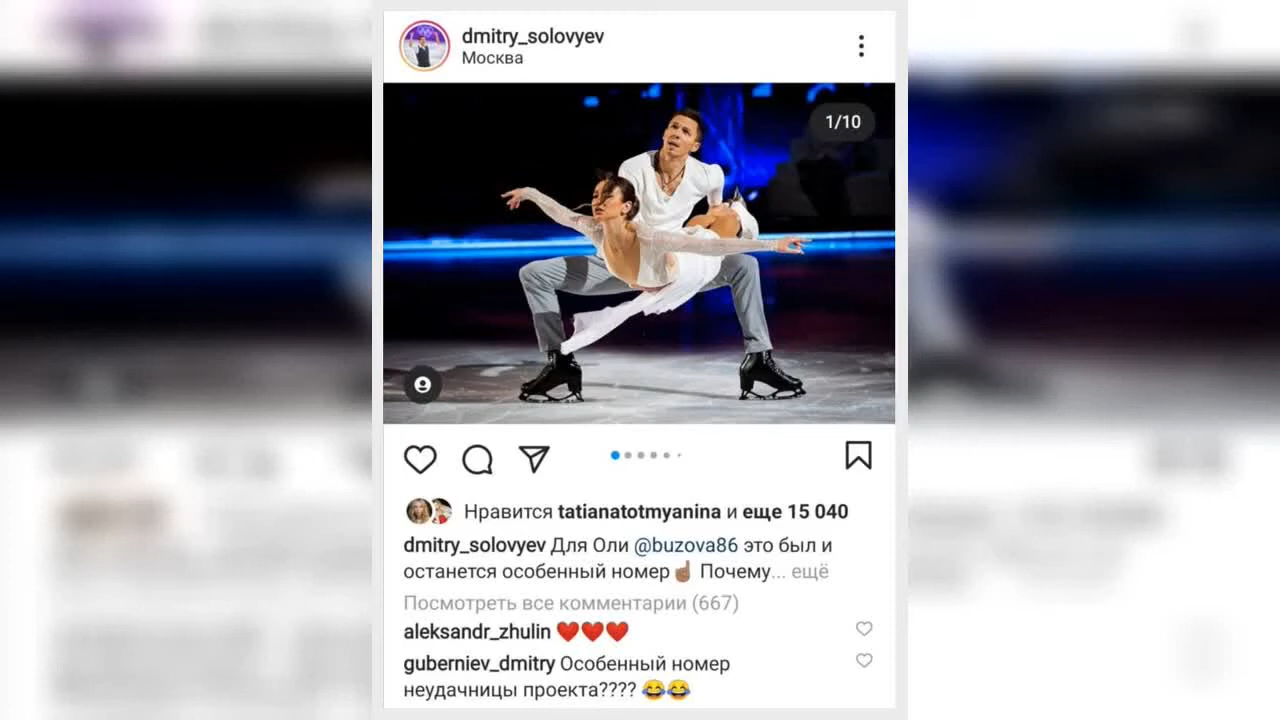 dmitry_solovyev
Москва
1/10
Нравится tatianatotmyanina и еще 15 040
dmitry_solovyev Для Оли @buzova86 это был и
останется особенный номер☝🏽 Почему... ещё
Посмотреть все комментарии (667)
aleksandr_zhulin ❤️❤️❤️
guberniev_dmitry Особенный номер
неудачницы проекта???? 😂😂